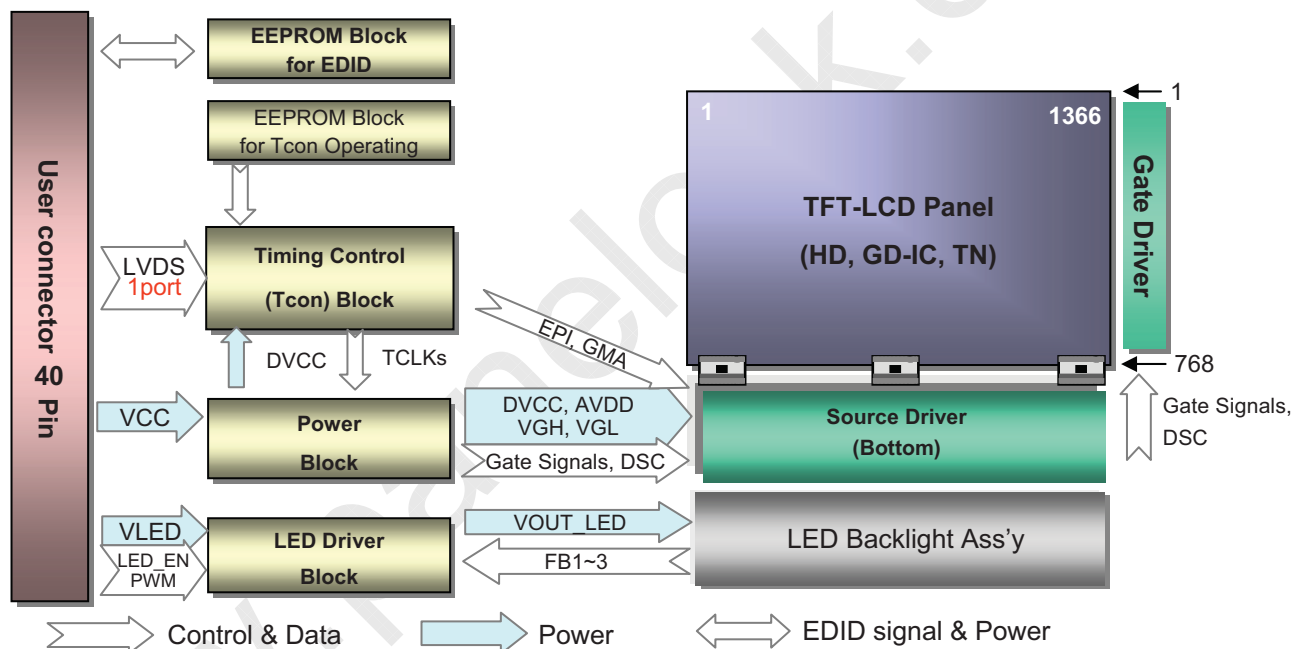 User connector 40 Pin
EEPROM Block
for EDID
EEPROM Block
for Tcon Operating
LVDS
1port
Timing Control
(Tcon) Block
DVCC
TCLKs
EPI, GMA
VCC
Power
Block
DVCC, AVDD
VGH, VGL
Gate Signals, DSC
VLED
LED_EN
PWM
LED Driver
Block
VOUT_LED
FB1~3
1
1366
TFT-LCD Panel
(HD, GD-IC, TN)
1
Gate Driver
768
Source Driver
(Bottom)
Gate Signals,
DSC
LED Backlight Ass’y
Control & Data
Power
EDID signal & Power